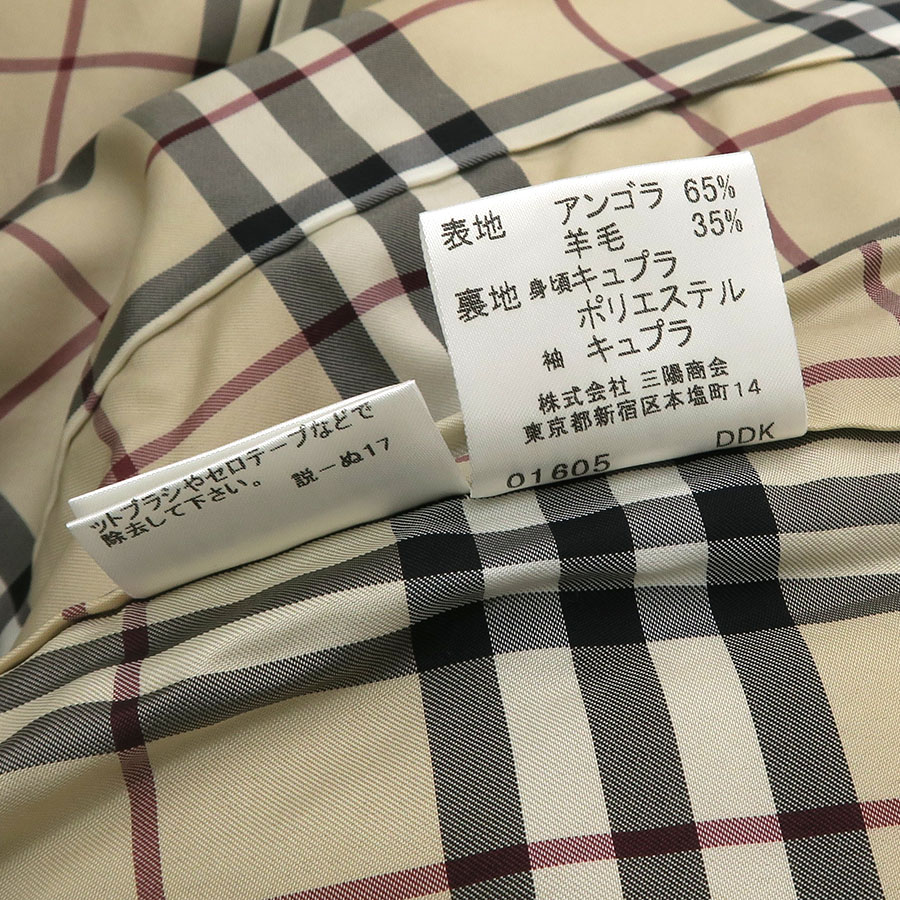 表地 アンゴラ 65%
羊毛 35%
裏地 身頃 キュプラ
ポリエステル
袖 キュプラ
株式会社 三陽商会
東京都新宿区本塩町14
01605 DDK
ットブラシやセロテープなどで
除去して下さい。 説-ぬ17